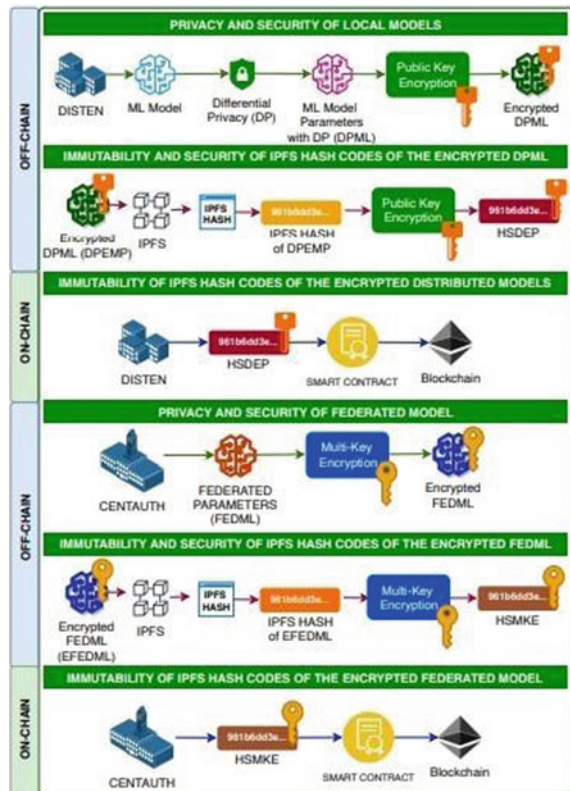 PRIVACY AND SECURITY OF LOCAL MODELS
OFF-CHAIN
DISTEN
ML Model
Differential
Privacy (DP)
ML Model
Parameters
with DP (DPML)
Public Key
Encryption
Encrypted
DPML
IMMUTABILITY AND SECURITY OF IPFS HASH CODES OF THE ENCRYPTED DPML
Encrypted
DPML (DPEMP)
IPFS
IPFS
HASH
961b6dd3e...
IPFS HASH
of DPEMP
Public Key
Encryption
961b6dd3e...
HSDEP
IMMUTABILITY OF IPFS HASH CODES OF THE ENCRYPTED DISTRIBUTED MODELS
ON-CHAIN
DISTEN
961b6dd3e...
HSDEP
SMART CONTRACT
Blockchain
PRIVACY AND SECURITY OF FEDERATED MODEL
OFF-CHAIN
CENTAUTH
FEDERATED
PARAMETERS
(FEDML)
Multi-Key
Encryption
Encrypted
FEDML
IMMUTABILITY AND SECURITY OF IPFS HASH CODES OF THE ENCRYPTED FEDML
Encrypted
FEDML
(EFEDML)
IPFS
IPFS
HASH
961b6dd3e...
IPFS HASH
of EFEDML
Multi-Key
Encryption
961b6dd3e...
HSMKE
IMMUTABILITY OF IPFS HASH CODES OF THE ENCRYPTED FEDERATED MODEL
ON-CHAIN
CENTAUTH
961b6dd3e...
HSMKE
SMART CONTRACT
Blockchain